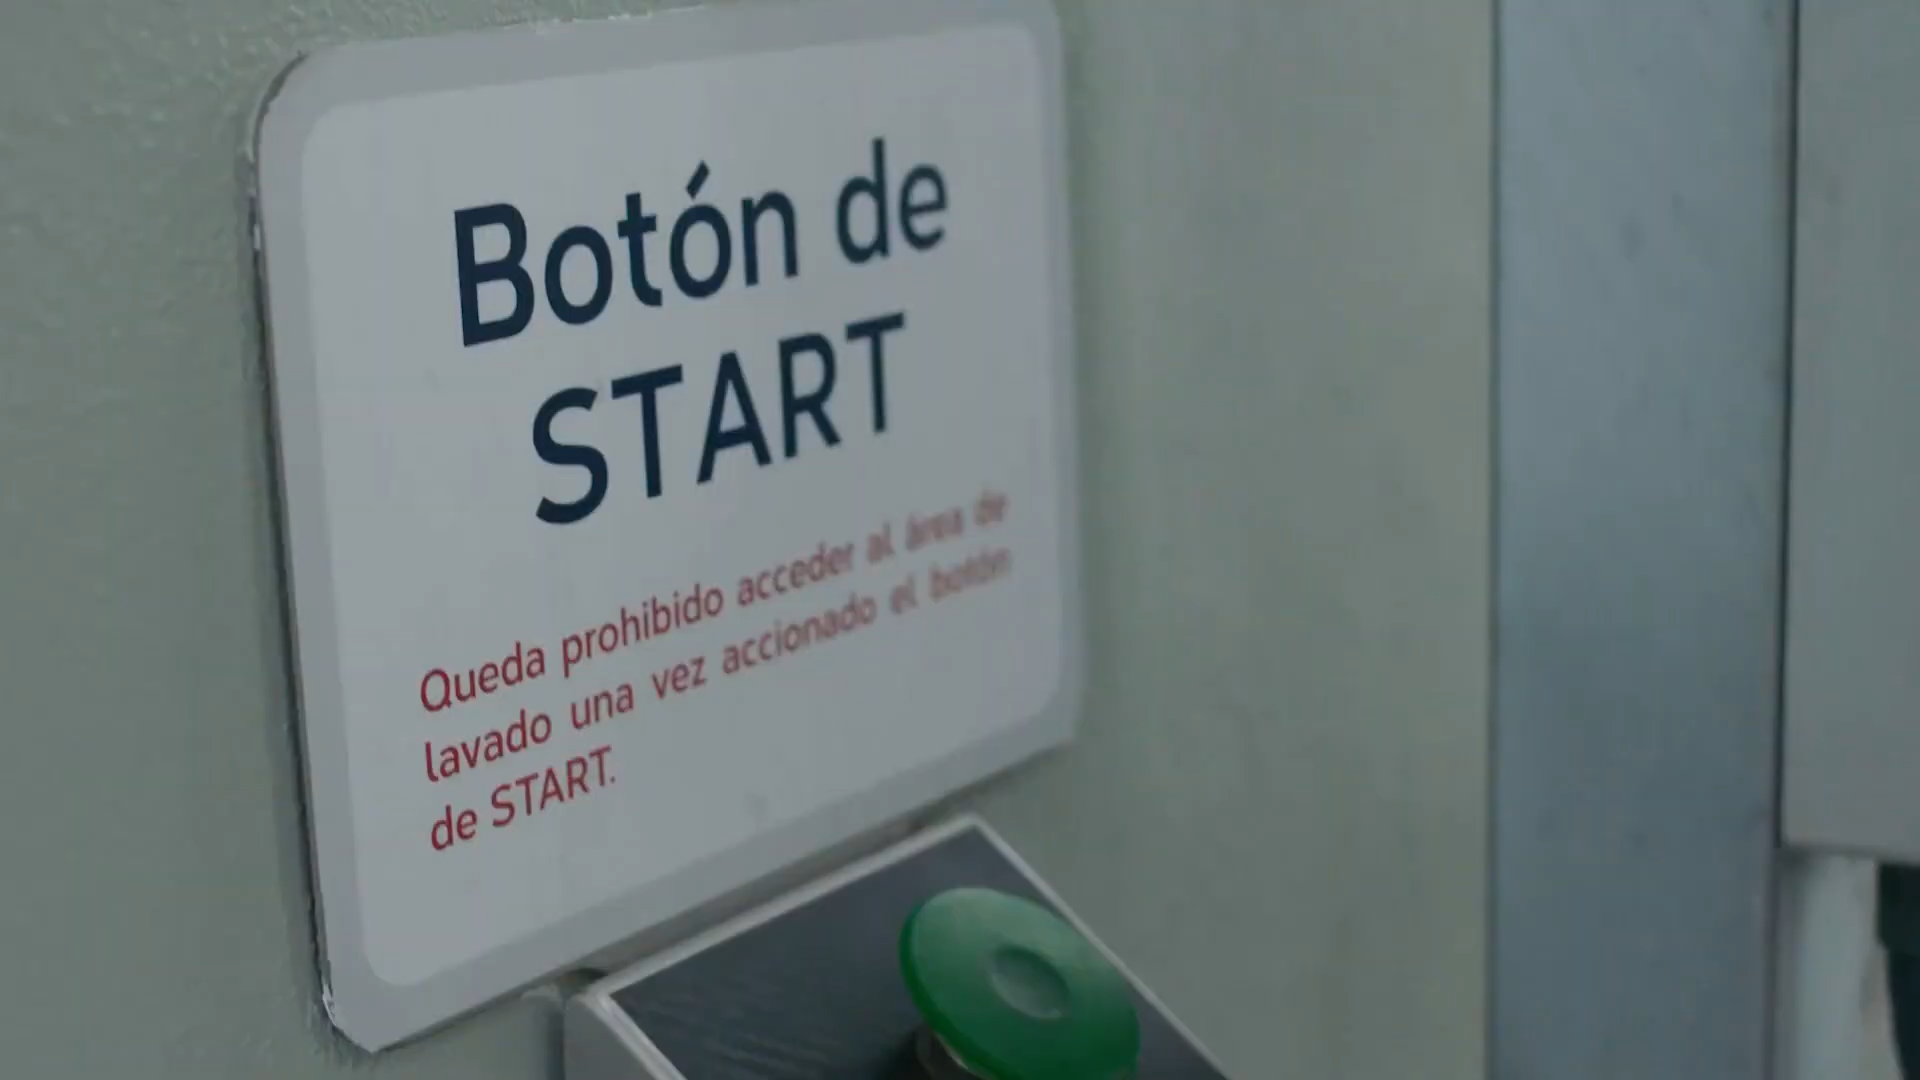 Botón de
START
Queda prohibido acceder al área de
lavado una vez accionado el botón
de START.